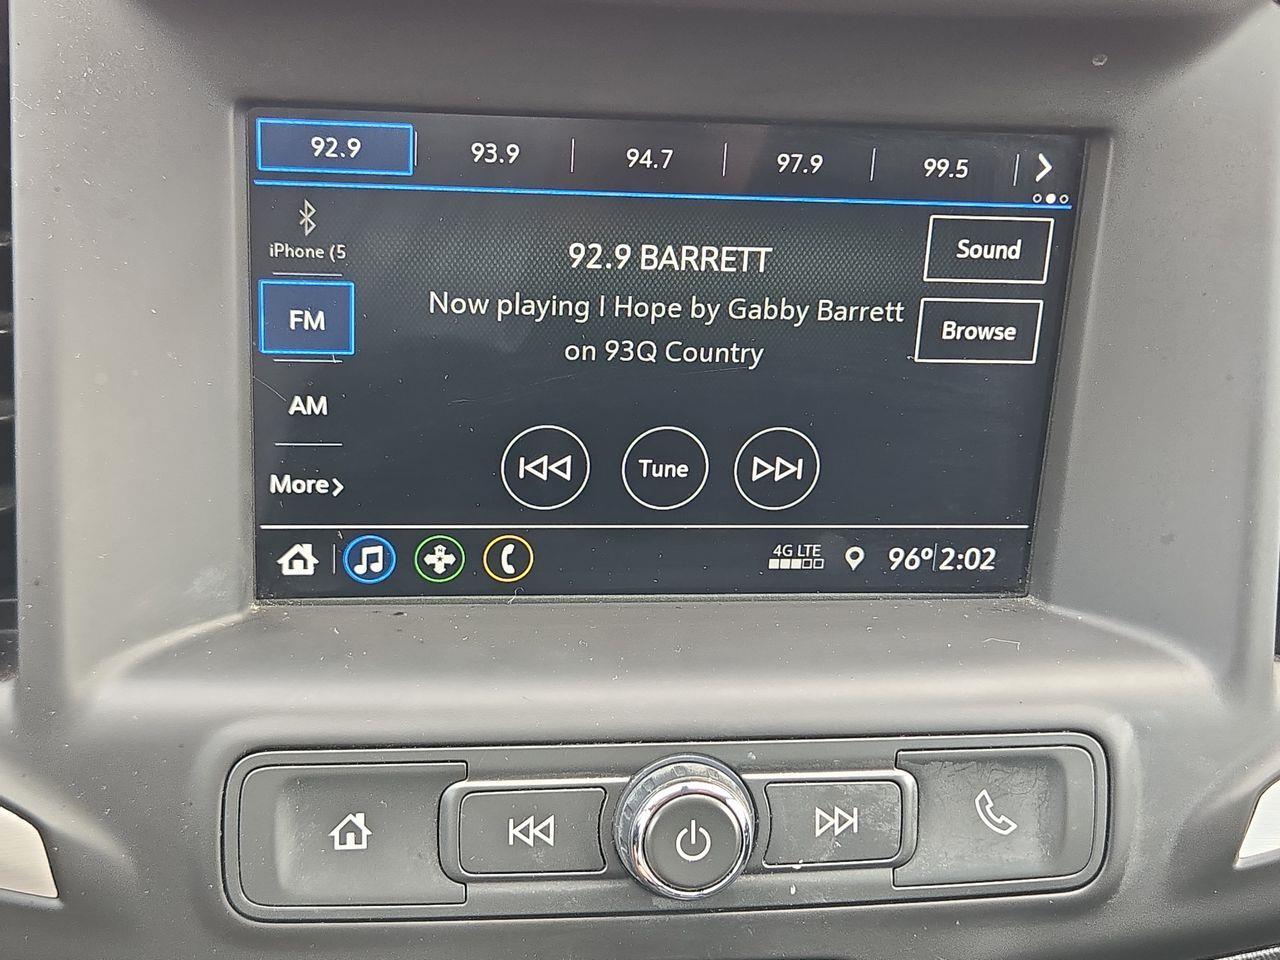 92.9 93.9 94.7 97.9 99.5
iPhone (5
92.9 BARRETT
Sound
FM
Now playing I Hope by Gabby Barrett
on 93Q Country
Browse
AM
Tune
More
4G LTE
96° 2:02